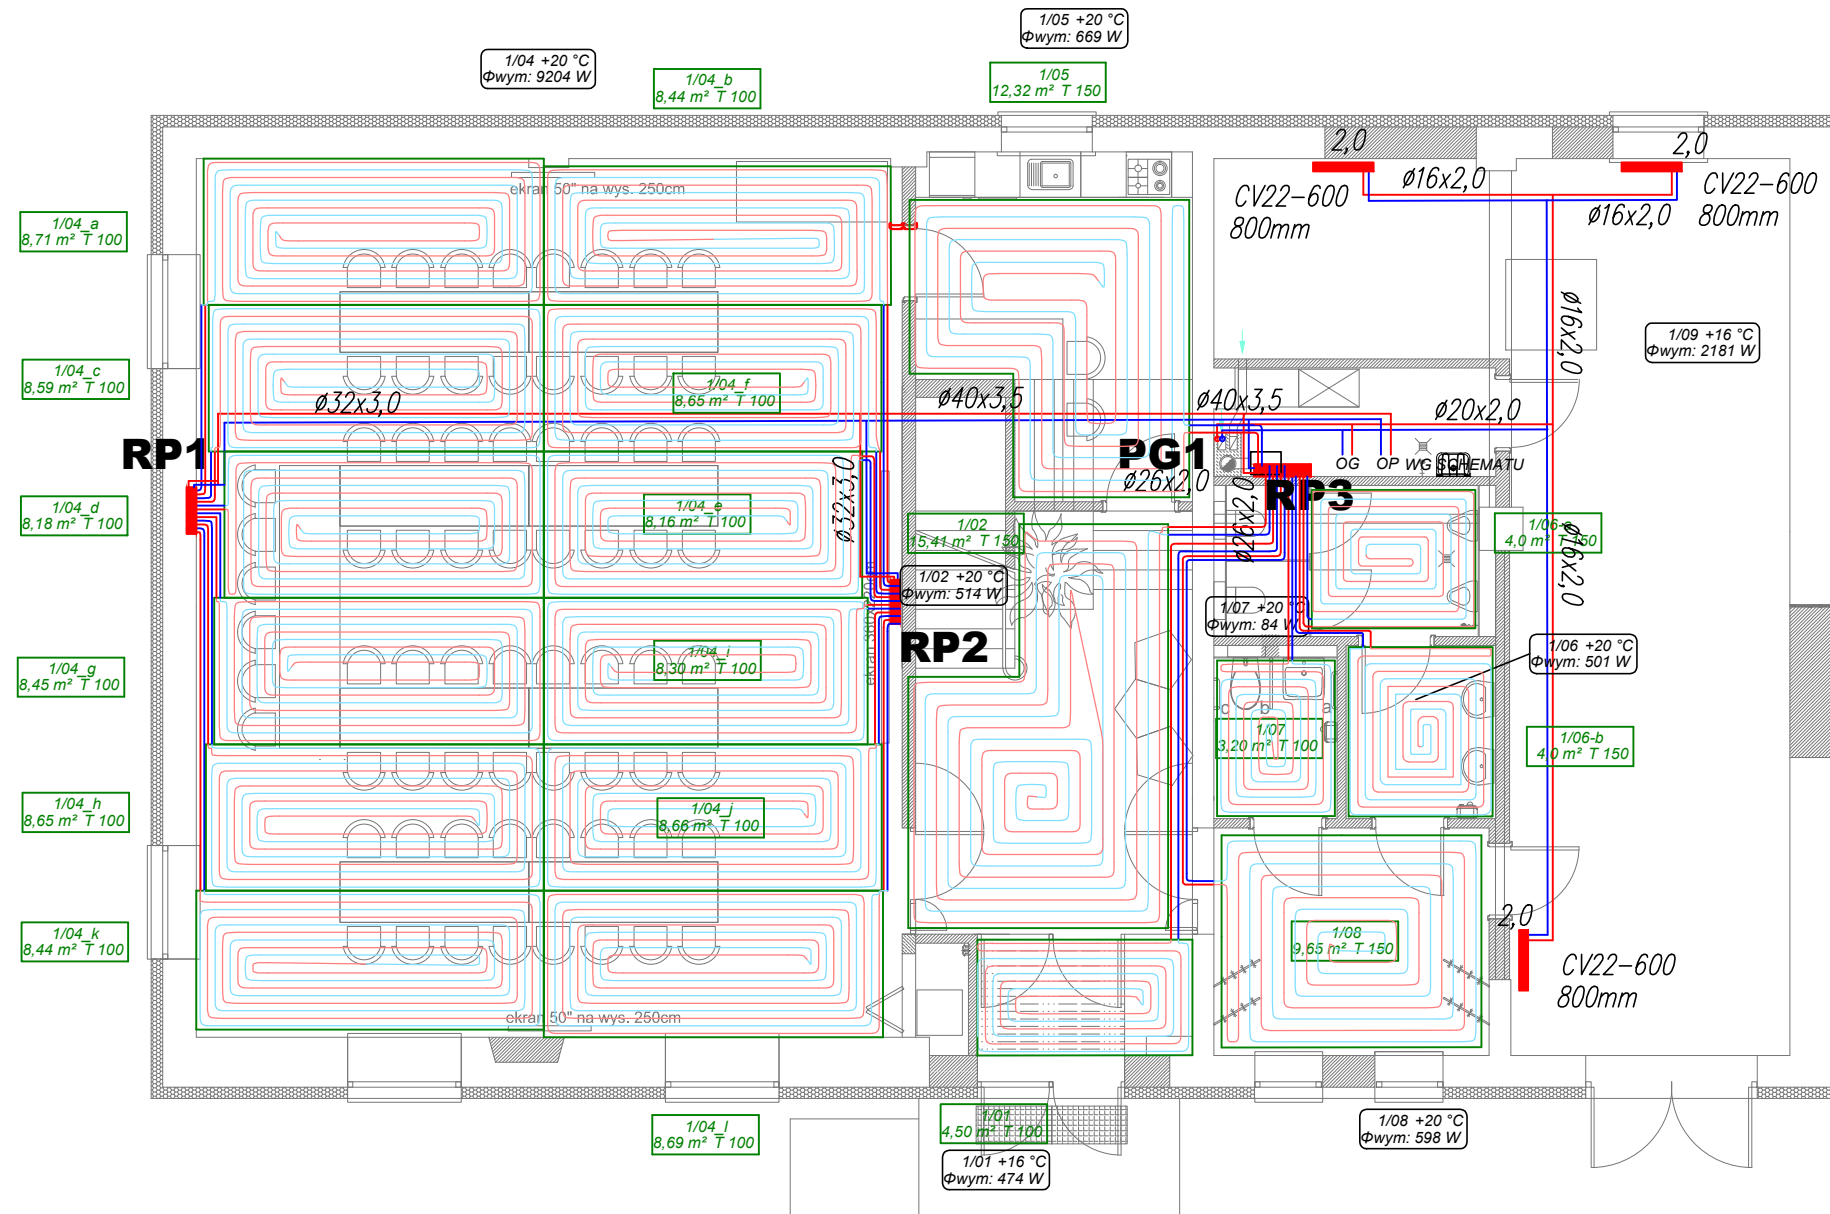 1/05 +20 °C
Φwym: 669 W
1/04 +20 °C
Φwym: 9204 W
1/04_b
8,44 m² T 100
1/05
12,32 m² T 150
2,0
2,0
ekran 50" na wys. 250cm
Ø16x2,0
CV22-600
800mm
CV22-600
800mm
Ø16x2,0
1/04_a
8,71 m² T 100
1/09 +16 °C
Φwym: 2181 W
Ø16x2,0
1/04_c
8,59 m² T 100
1/04_f
8,65 m² T 100
Ø32x3,0
Ø40x3,5
Ø40x3,5
Ø20x2,0
RP1
PG1
OG
OP
WG SCHEMATU
Ø26x2,0
RP3
Ø32x3,0
Ø26x2,0
1/04_d
8,18 m² T 100
1/04_e
8,16 m² T 100
1/02
15,41 m² T 150
4,0 m² T 150
Ø16x2,0
1/02 +20 °C
Φwym: 514 W
1/07 +20 °C
Φwym: 84 W
RP2
1/06 +20 °C
Φwym: 501 W
1/04_g
8,45 m² T 100
1/04_i
8,30 m² T 100
d
b
a
1/07
3,20 m² T 100
1/06-b
4,0 m² T 150
1/04_h
8,65 m² T 100
1/04_j
8,66 m² T 100
2,0
1/04_k
8,44 m² T 100
1/08
9,65 m² T 150
CV22-600
800mm
ekran 50" na wys. 250cm
1/04_l
8,69 m² T 100
1/01
4,50 m² T 100
1/08 +20 °C
Φwym: 598 W
1/01 +16 °C
Φwym: 474 W